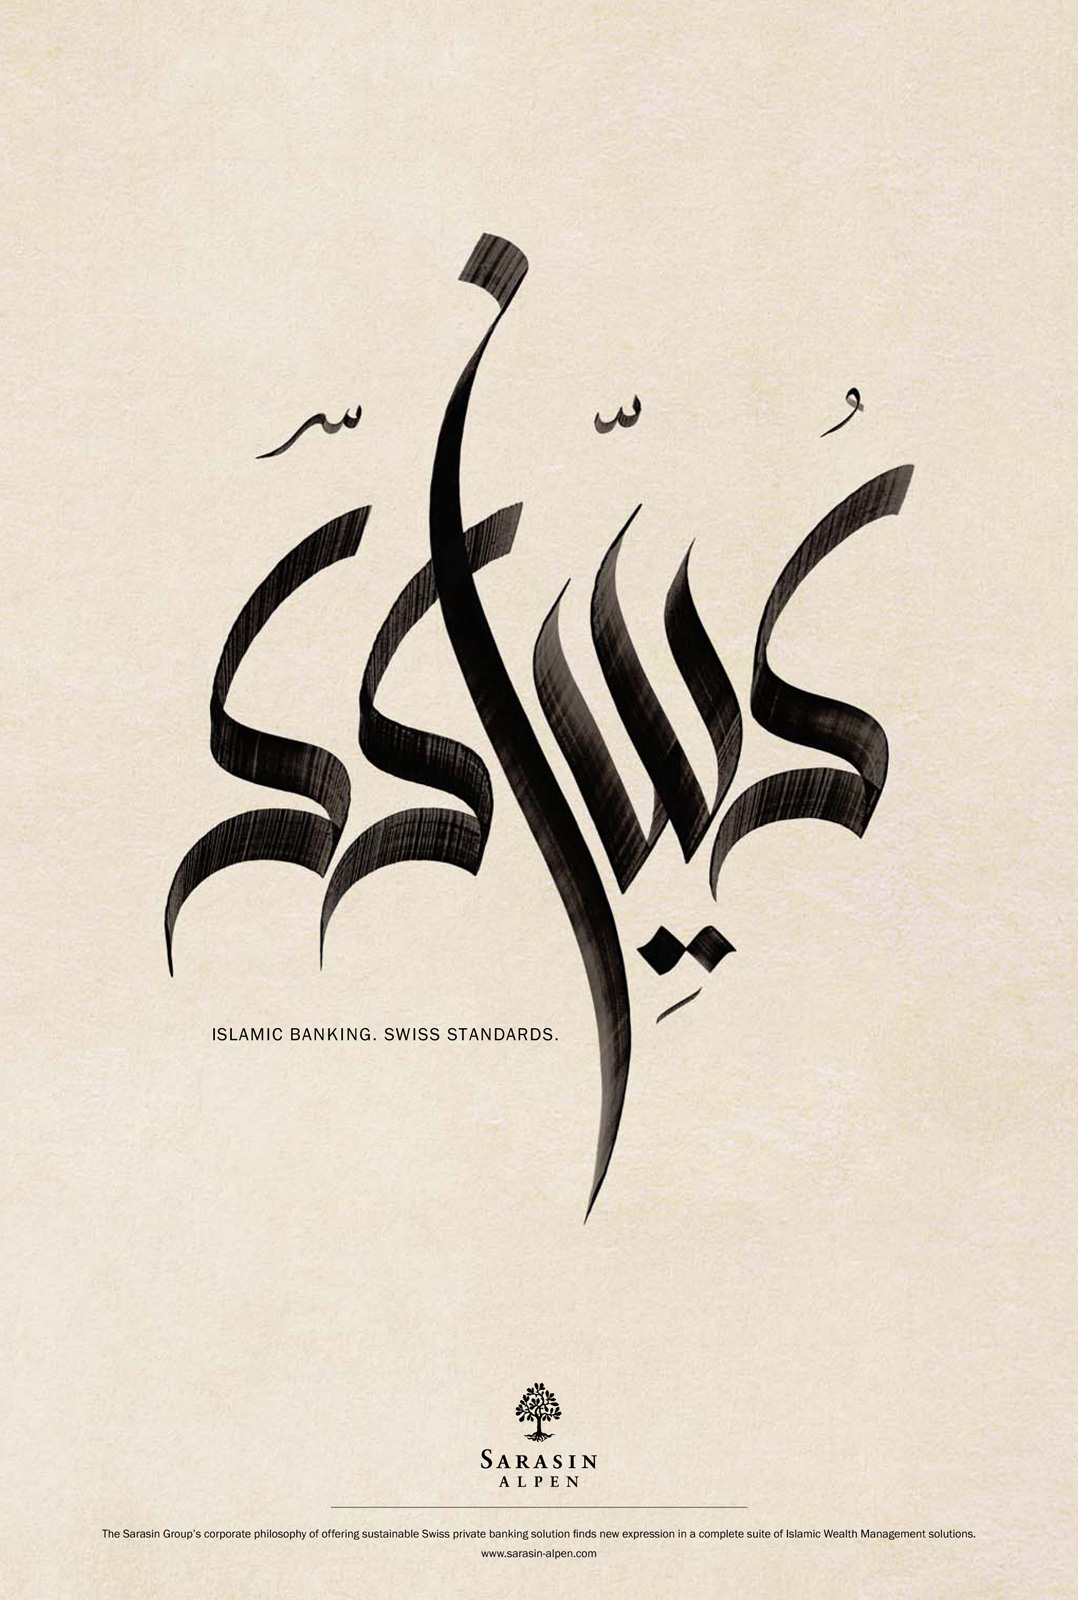 Swiss
ISLAMIC BANKING. SWISS STANDARDS.
SARASIN
ALPEN
The Sarasin Group's corporate philosophy of offering sustainable Swiss private banking solution finds new expression in a complete suite of Islamic Wealth Management solutions.
www.sarasin-alpen.com